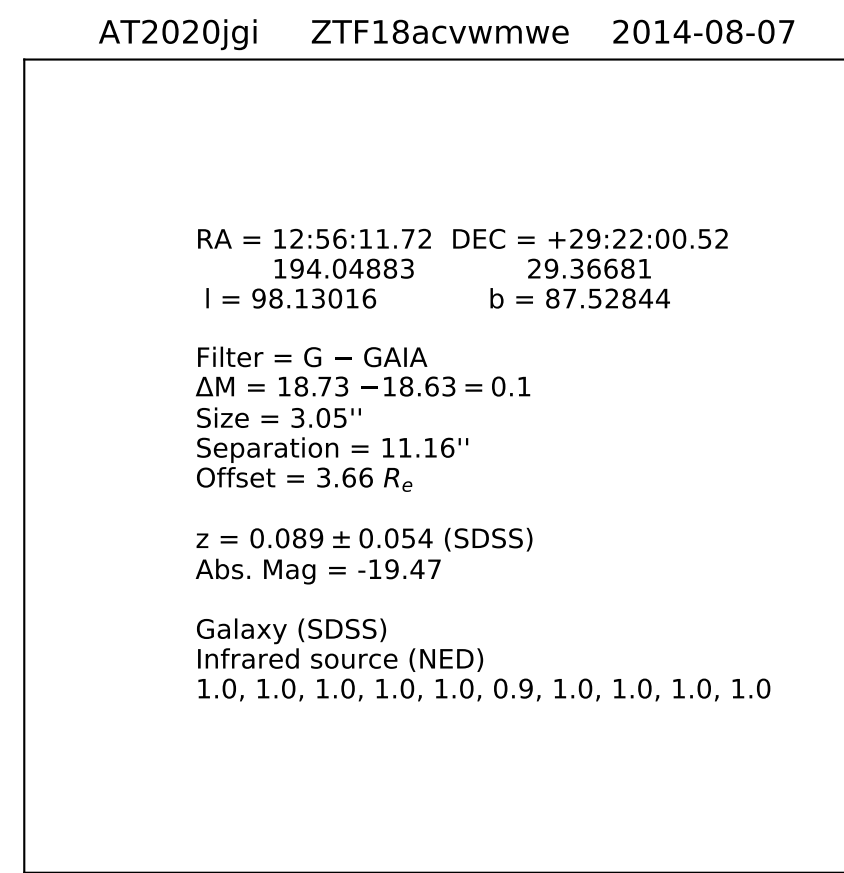 AT2020jgi ZTF18acvwmwe 2014-08-07
RA = 12:56:11.72 DEC = +29:22:00.52
194.04883 29.36681
l = 98.13016 b = 87.52844
Filter = G − GAIA
ΔM = 18.73 −18.63 = 0.1
Size = 3.05''
Separation = 11.16''
Offset = 3.66 Rₑ
z = 0.089 ± 0.054 (SDSS)
Abs. Mag = -19.47
Galaxy (SDSS)
Infrared source (NED)
1.0, 1.0, 1.0, 1.0, 1.0, 0.9, 1.0, 1.0, 1.0, 1.0